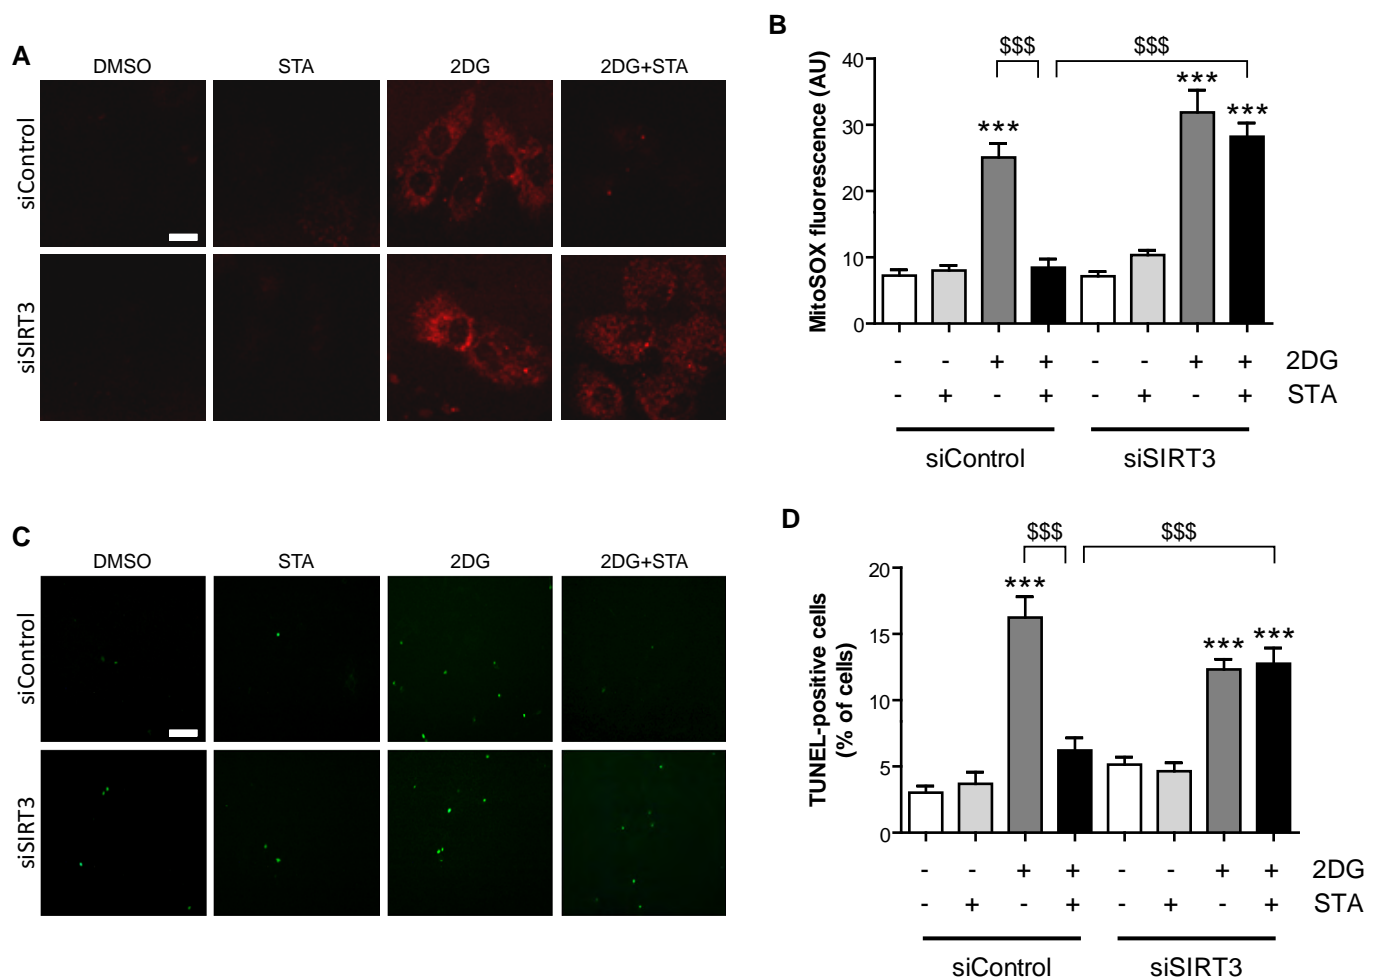 A
DMSO STA 2DG 2DG+STA
siControl
siSIRT3
B
$$$ $$$
MitoSOX fluorescence (AU)
40
30
20
10
0
*** *** ***
- - + + - - + + 2DG
- + - + - + - + STA
siControl siSIRT3
C
DMSO STA 2DG 2DG+STA
siControl
siSIRT3
D
$$$ $$$
TUNEL-positive cells
(% of cells)
20
15
10
5
0
*** *** ***
- - + + - - + + 2DG
- + - + - + - + STA
siControl siSIRT3